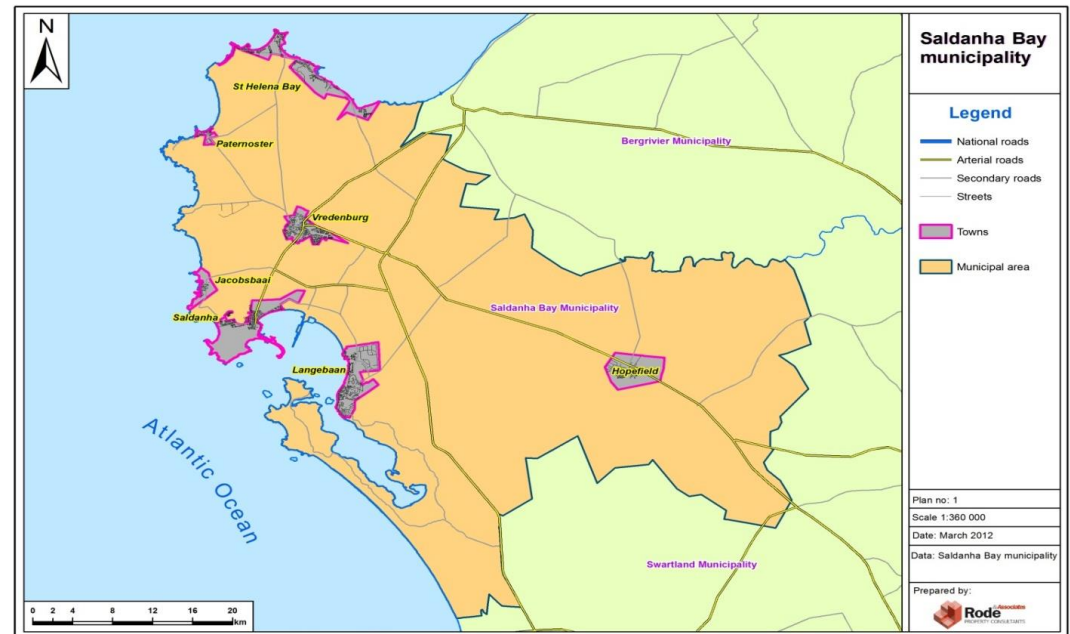 N
St Helena Bay
Paternoster
Vredenburg
Jacobsbaai
Saldanha
Langebaan
Hopefield
Bergrivier Municipality
Saldanha Bay Municipality
Swartland Municipality
Atlantic Ocean
0 2 4 8 12 16 20
km
Saldanha Bay
municipality
Legend
National roads
Arterial roads
Secondary roads
Streets
Towns
Municipal area
Plan no: 1
Scale 1:360 000
Date: March 2012
Data: Saldanha Bay municipality
Prepared by:
Rode &Associates
PROPERTY CONSULTANTS